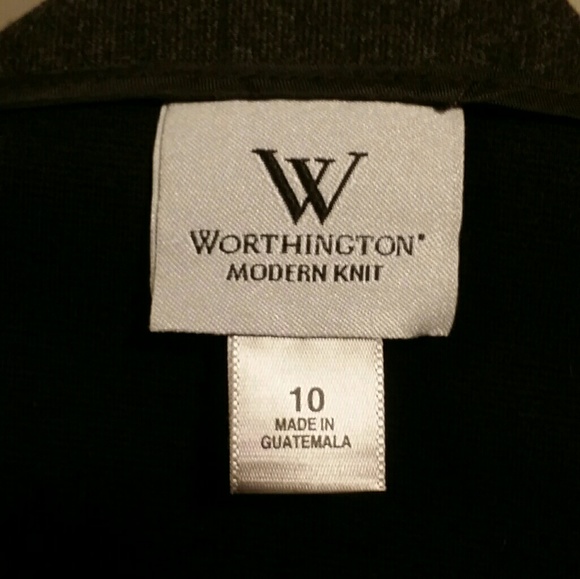 W
WORTHINGTON®
MODERN KNIT
10
MADE IN
GUATEMALA